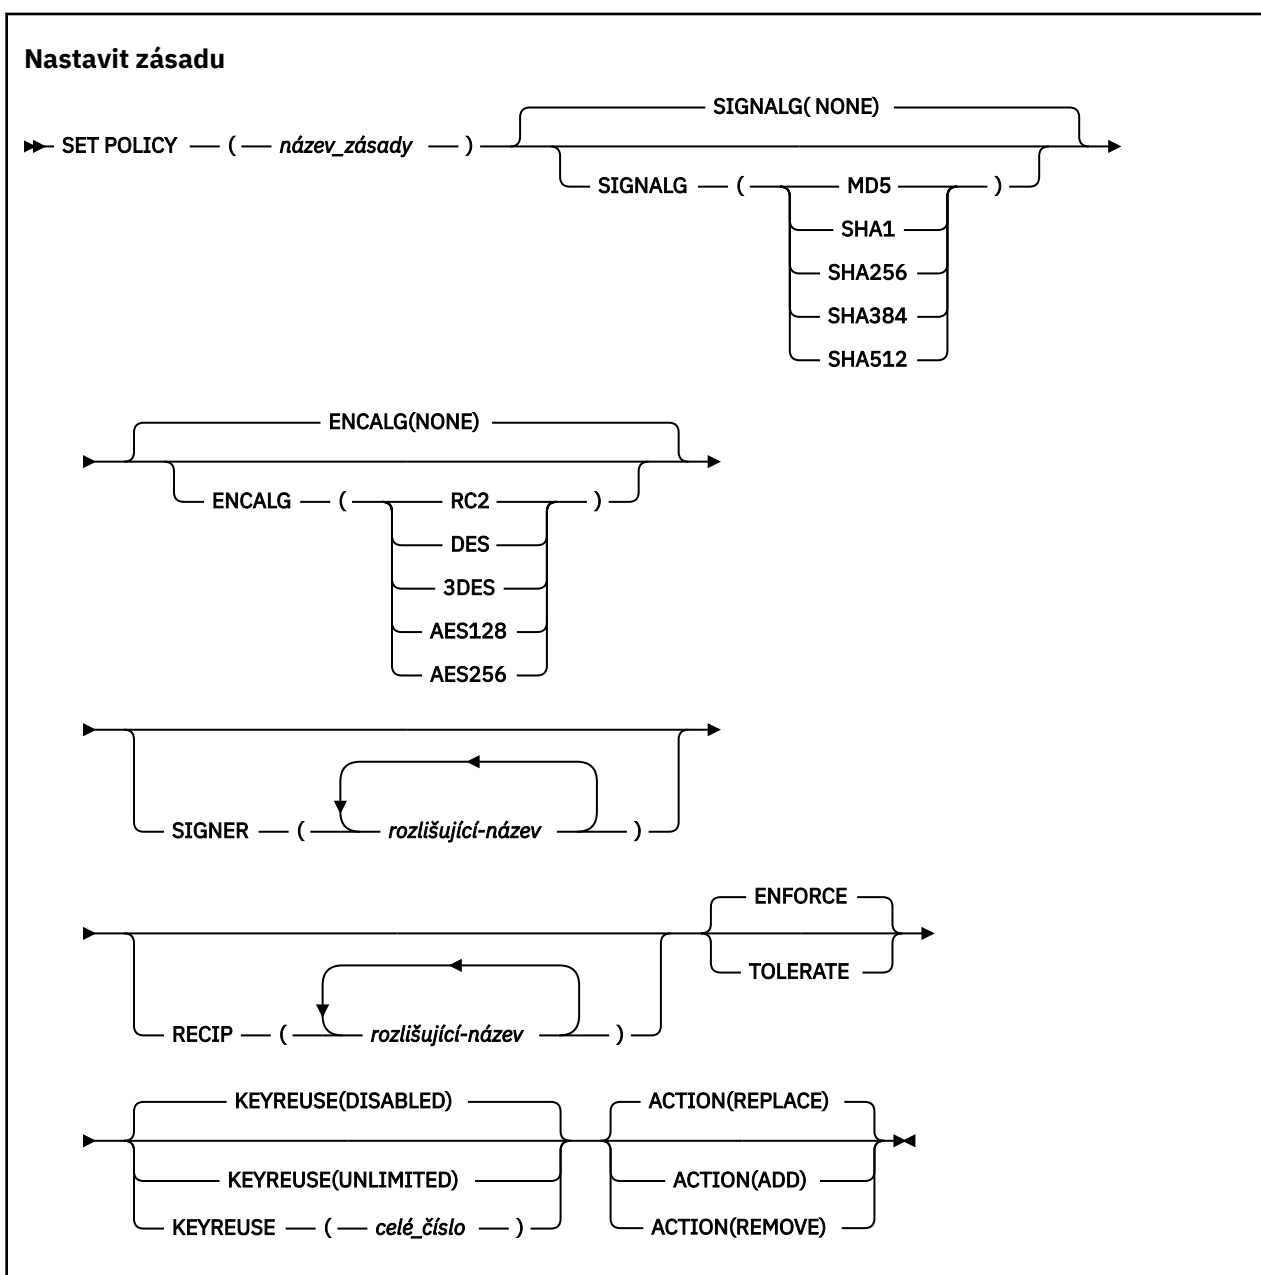 Nastavit zásadu
SIGNALG( NONE)
SET POLICY ( název_zásady )
SIGNALG ( MD5 )
SHA1
SHA256
SHA384
SHA512
ENCALG(NONE)
ENCALG ( RC2 )
DES
3DES
AES128
AES256
SIGNER ( rozlišující-název )
ENFORCE
TOLERATE
RECIP ( rozlišující-název )
KEYREUSE(DISABLED) ACTION(REPLACE)
KEYREUSE(UNLIMITED) ACTION(ADD)
KEYREUSE ( celé_číslo ) ACTION(REMOVE)